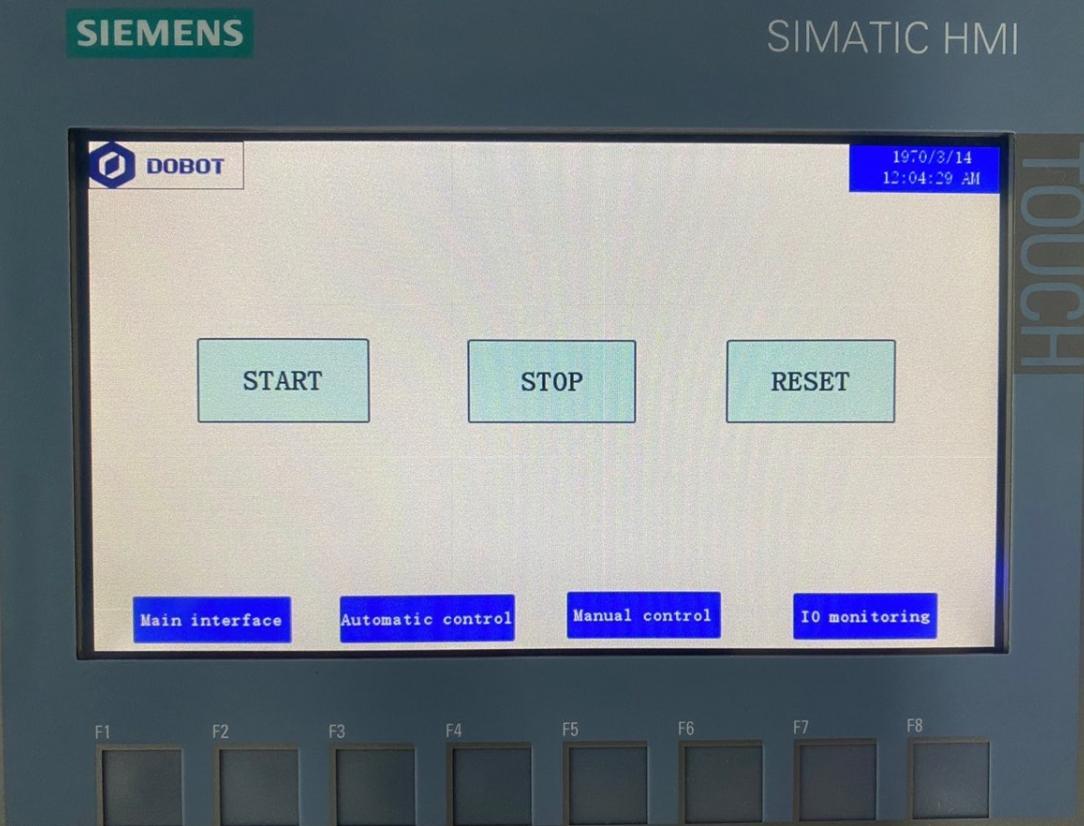 SIEMENS
SIMATIC HMI
TOUCH
DOBOT
1970/3/14
12:04:29 AM
START
STOP
RESET
Main interface
Automatic control
Manual control
IO monitoring
F1
F2
F3
F4
F5
F6
F7
F8